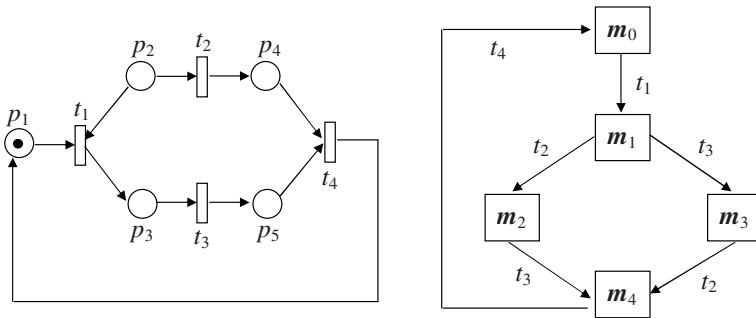 p2 t2 p4
p1 t1
t4
p3 t3 p5
t4 m0
t1
m1
t2 t3
m2 m3
t3 t2
m4